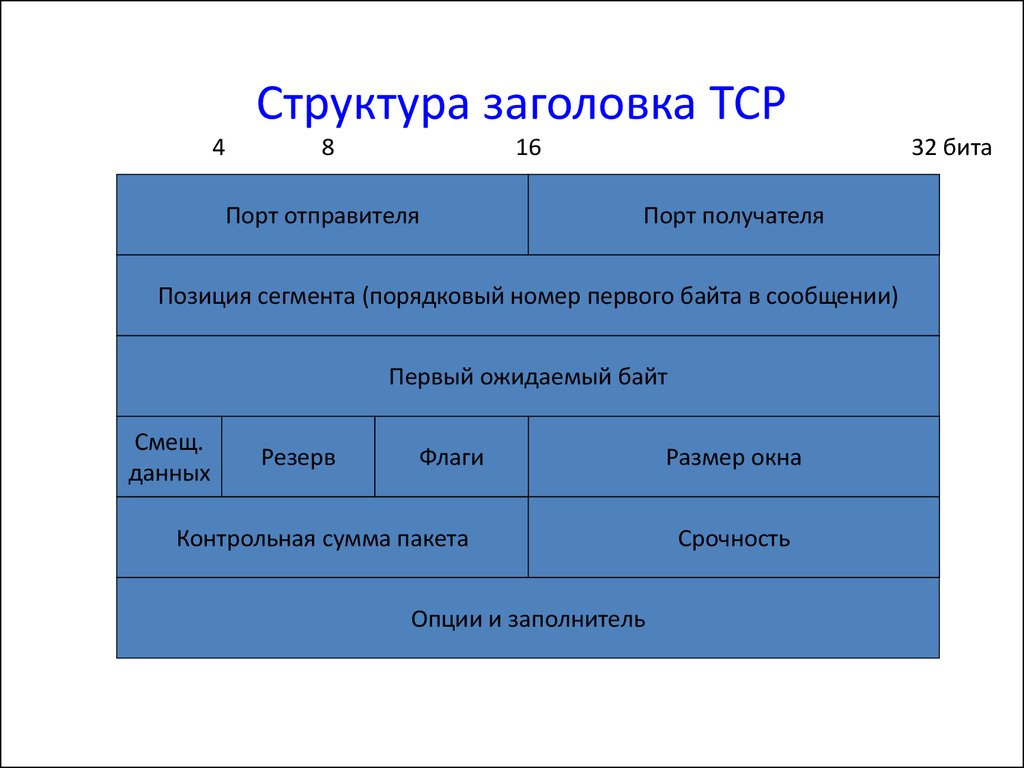 Структура заголовка TCP
4 8 16 32 бита
Порт отправителя Порт получателя
Позиция сегмента (порядковый номер первого байта в сообщении)
Первый ожидаемый байт
Смещ.
данных
Резерв Флаги Размер окна
Контрольная сумма пакета Срочность
Опции и заполнитель